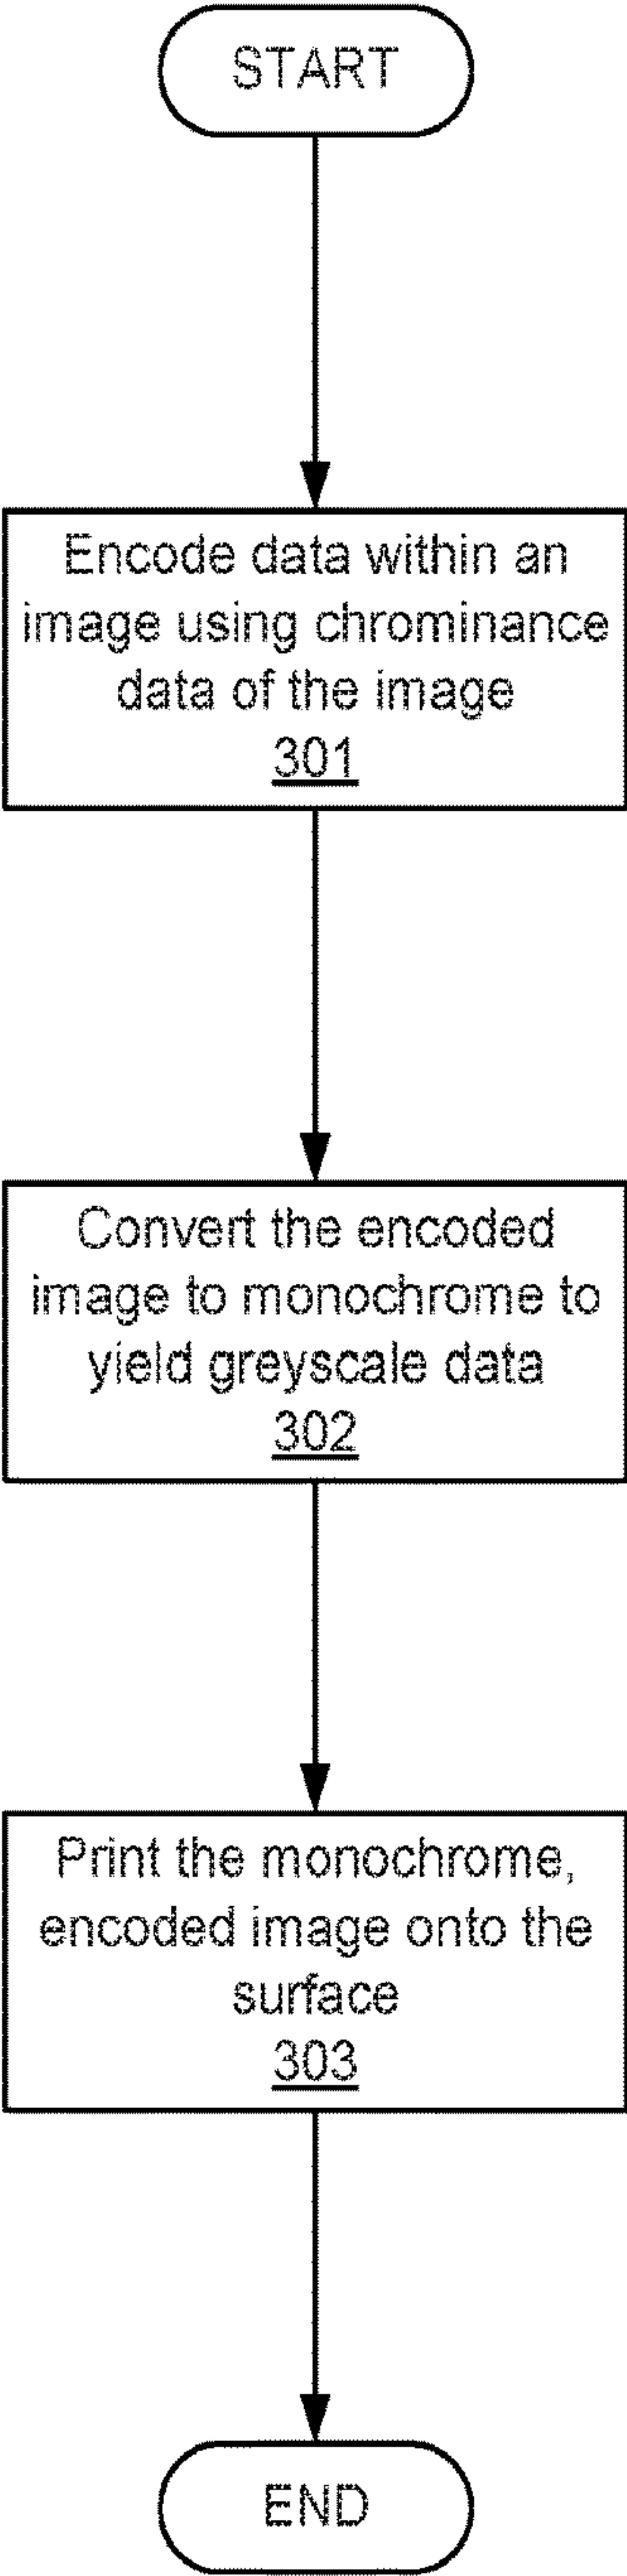 START
Encode data within an
image using chrominance
data of the image
301
Convert the encoded
image to monochrome to
yield greyscale data
302
Print the monochrome,
encoded image onto the
surface
303
END